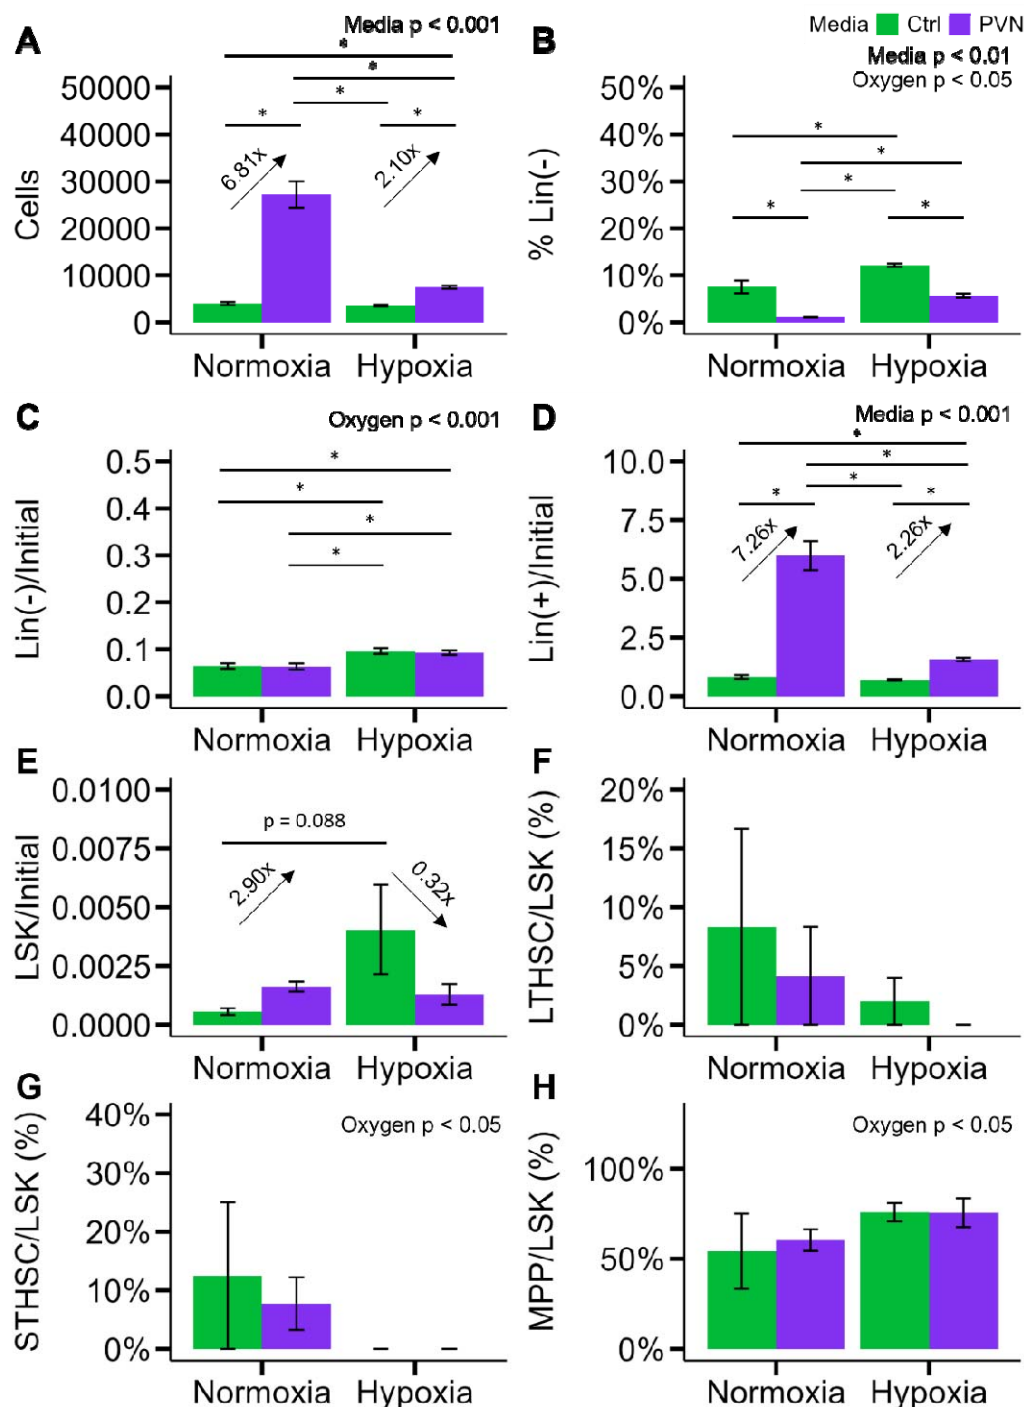 Media Ctrl PVN
A
Media p < 0.001
*
*
*
*
*
6.81x
2.10x
Cells
50000
40000
30000
20000
10000
0
Normoxia
Hypoxia
B
Media p < 0.01
Oxygen p < 0.05
*
*
*
*
*
% Lin(-)
50%
40%
30%
20%
10%
0%
Normoxia
Hypoxia
C
Oxygen p < 0.001
*
*
*
*
Lin(-)/Initial
0.5
0.4
0.3
0.2
0.1
0.0
Normoxia
Hypoxia
D
Media p < 0.001
*
*
*
*
*
7.26x
2.26x
Lin(+)/Initial
10.0
7.5
5.0
2.5
0.0
Normoxia
Hypoxia
E
p = 0.088
2.90x
0.32x
LSK/Initial
0.0100
0.0075
0.0050
0.0025
0.0000
Normoxia
Hypoxia
F
LTHSC/LSK (%)
20%
15%
10%
5%
0%
Normoxia
Hypoxia
G
Oxygen p < 0.05
STHSC/LSK (%)
40%
30%
20%
10%
0%
Normoxia
Hypoxia
H
Oxygen p < 0.05
MPP/LSK (%)
100%
50%
0%
Normoxia
Hypoxia